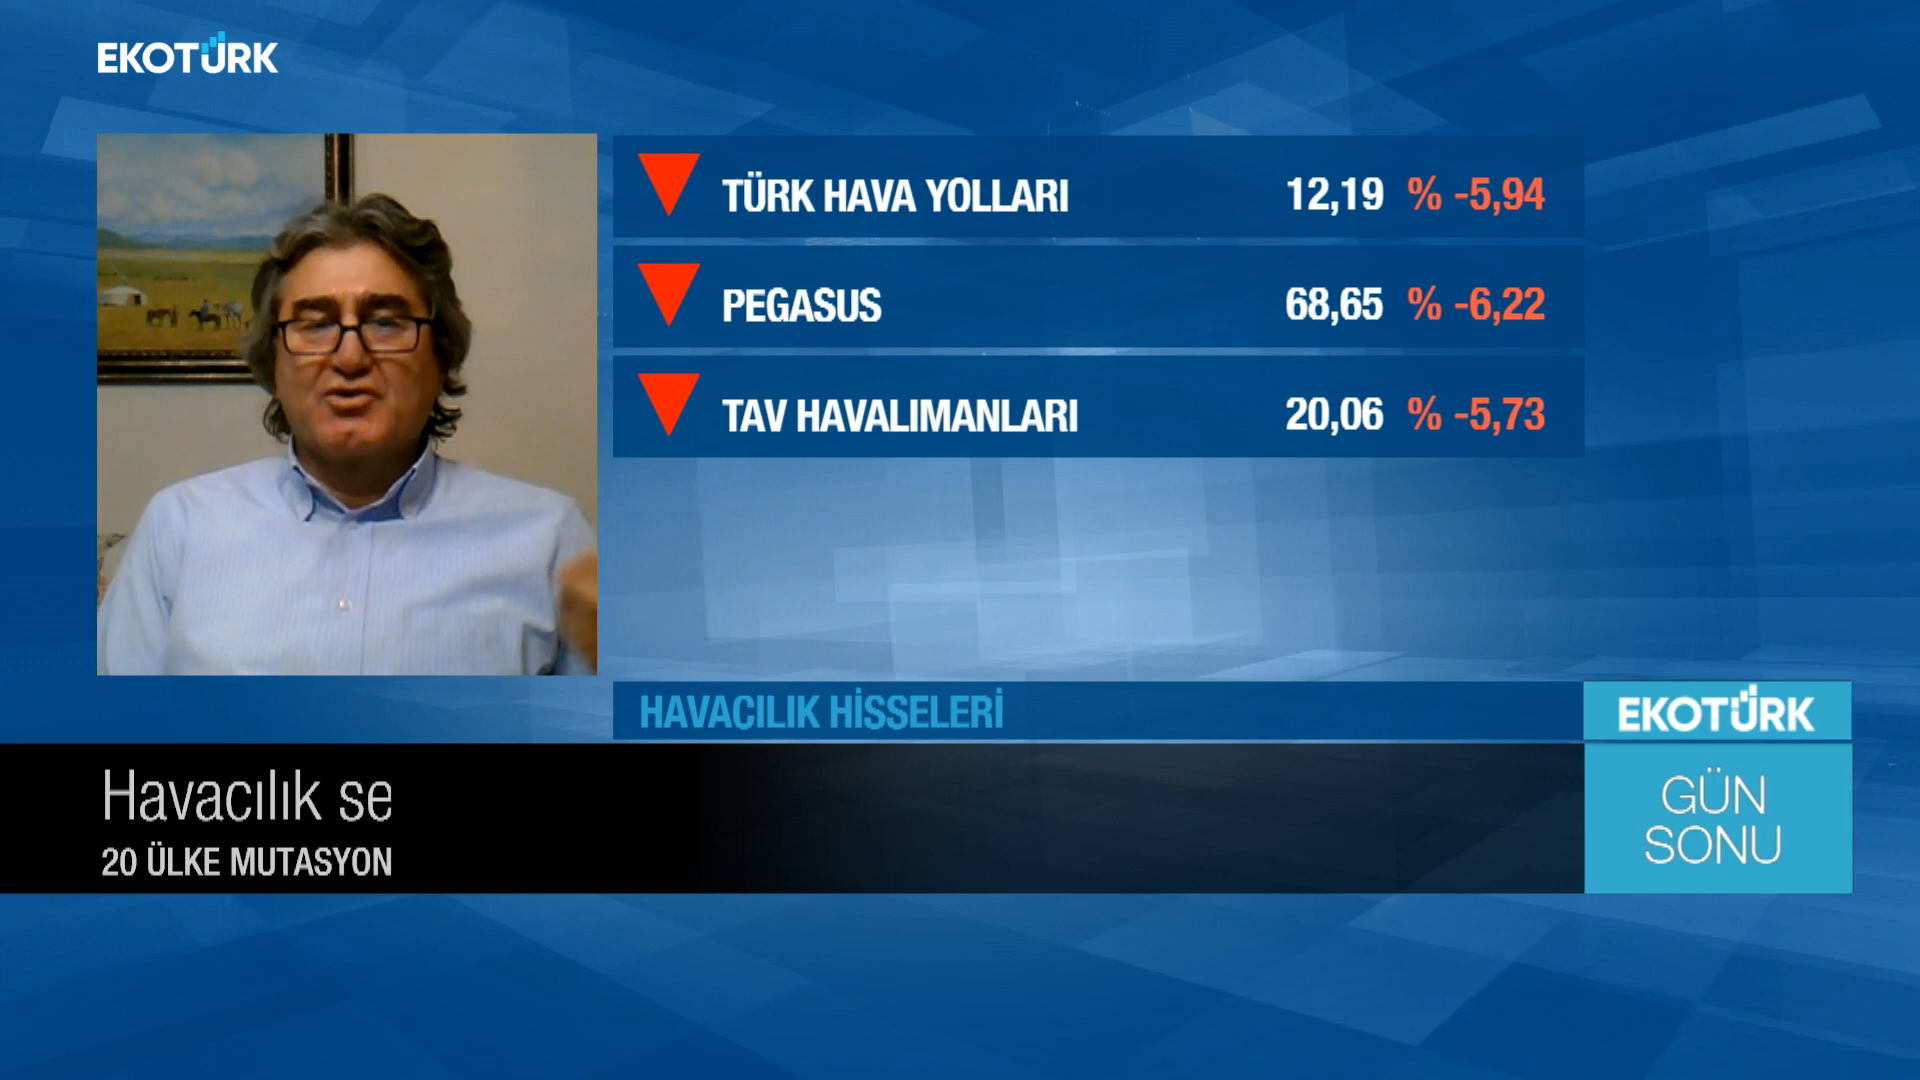 EKOTÜRK
TÜRK HAVA YOLLARI 12,19 % -5,94
PEGASUS 68,65 % -6,22
TAV HAVALIMANLARI 20,06 % -5,73
HAVACILIK HİSSELERİ
EKOTÜRK
Havacılık se
20 ÜLKE MUTASYON
GÜN
SONU